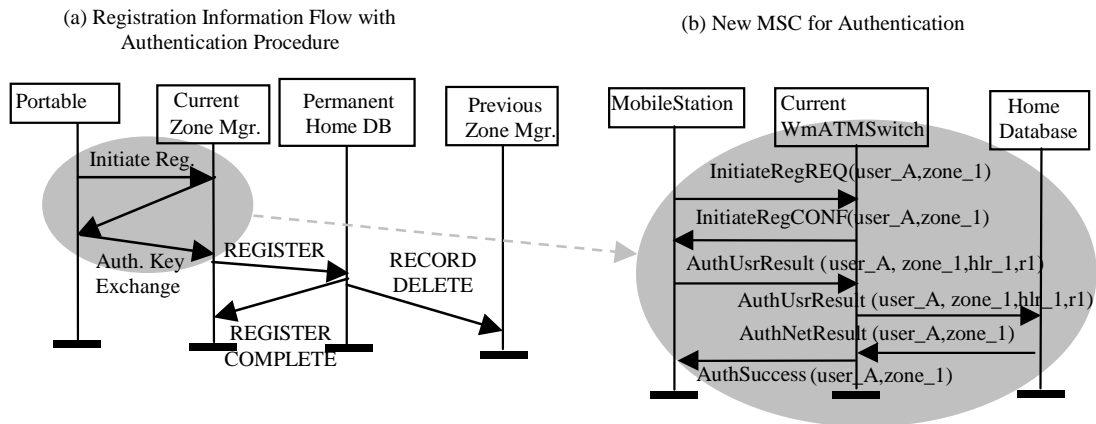 (a) Registration Information Flow with
Authentication Procedure
Portable
Current
Zone Mgr.
Permanent
Home DB
Previous
Zone Mgr.
Initiate Reg.
Auth. Key
Exchange
REGISTER
RECORD
DELETE
REGISTER
COMPLETE
(b) New MSC for Authentication
MobileStation
Current
WmATMSwitch
Home
Database
InitiateRegREQ(user_A,zone_1)
InitiateRegCONF(user_A,zone_1)
AuthUsrResult (user_A, zone_1,hlr_1,r1)
AuthUsrResult (user_A, zone_1,hlr_1,r1)
AuthNetResult (user_A,zone_1)
AuthSuccess (user_A,zone_1)